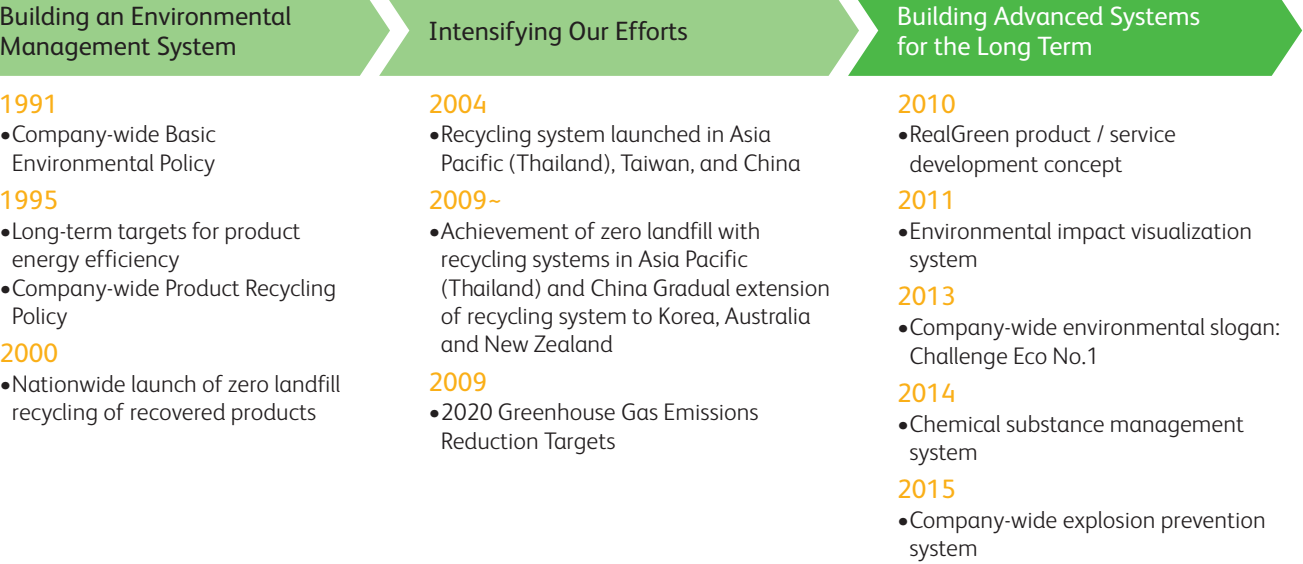 Building an Environmental
Management System
1991
•Company-wide Basic
Environmental Policy
1995
•Long-term targets for product
energy efficiency
•Company-wide Product Recycling
Policy
2000
•Nationwide launch of zero landfill
recycling of recovered products
Intensifying Our Efforts
2004
•Recycling system launched in Asia
Pacific (Thailand), Taiwan, and China
2009~
•Achievement of zero landfill with
recycling systems in Asia Pacific
(Thailand) and China Gradual extension
of recycling system to Korea, Australia
and New Zealand
2009
•2020 Greenhouse Gas Emissions
Reduction Targets
Building Advanced Systems
for the Long Term
2010
•RealGreen product / service
development concept
2011
•Environmental impact visualization
system
2013
•Company-wide environmental slogan:
Challenge Eco No.1
2014
•Chemical substance management
system
2015
•Company-wide explosion prevention
system